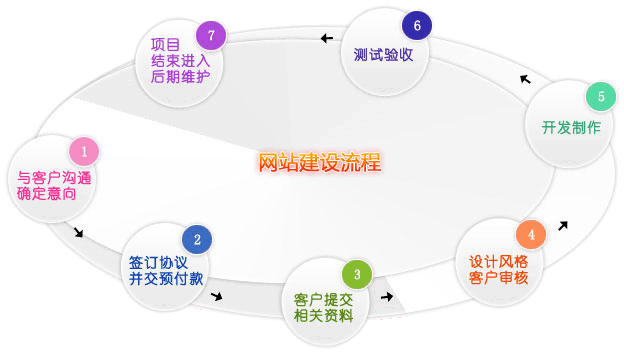 网站建设流程
1
与客户沟通
确定意向
2
签订协议
并交预付款
3
客户提交
相关资料
4
设计风格
客户审核
5
开发制作
6
测试验收
7
项目
结束进入
后期维护